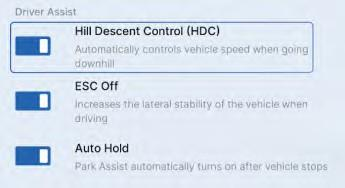 Driver Assist
Hill Descent Control (HDC)
Automatically controls vehicle speed when going
downhill
ESC Off
Increases the lateral stability of the vehicle when
driving
Auto Hold
Park Assist automatically turns on after vehicle stops